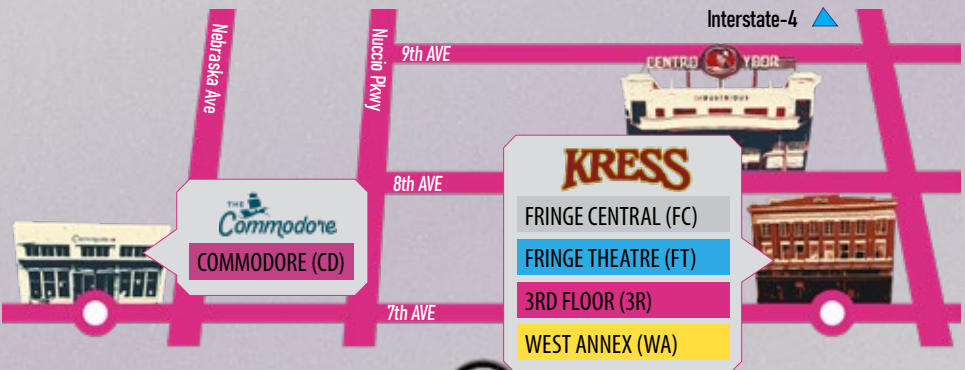 Interstate-4
Nebraska Ave
Nuccio Pkwy
9th AVE
CENTRO YBOR
KRESS
8th AVE
FRINGE CENTRAL (FC)
THE
Commodore
COMMODORE (CD)
FRINGE THEATRE (FT)
3RD FLOOR (3R)
7th AVE
WEST ANNEX (WA)